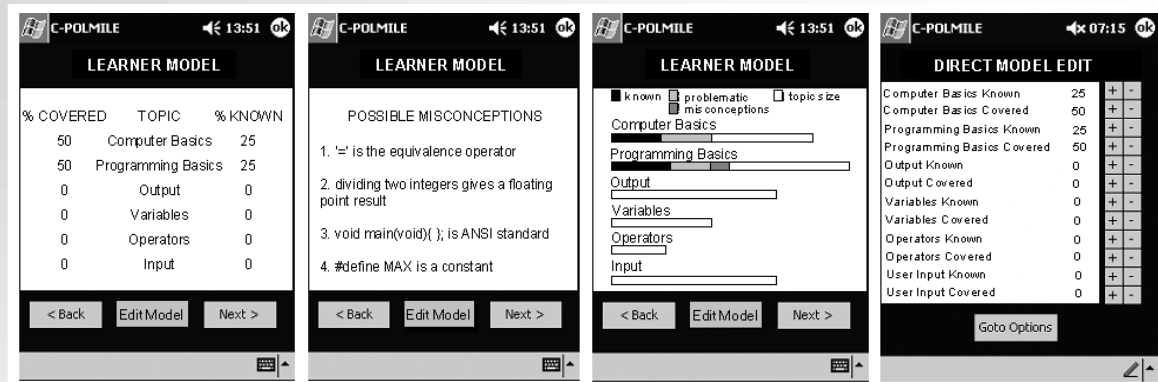 C-POLMILE 13:51 ok
LEARNER MODEL
% COVERED TOPIC % KNOWN
50 Computer Basics 25
50 Programming Basics 25
0 Output 0
0 Variables 0
0 Operators 0
0 Input 0
< Back Edit Model Next >
C-POLMILE 13:51 ok
LEARNER MODEL
POSSIBLE MISCONCEPTIONS
1. '=' is the equivalence operator
2. dividing two integers gives a floating
point result
3. void main(void){ }; is ANSI standard
4. #define MAX is a constant
< Back Edit Model Next >
C-POLMILE 13:51 ok
LEARNER MODEL
known problematic topic size
misconceptions
Computer Basics
Programming Basics
Output
Variables
Operators
Input
< Back Edit Model Next >
C-POLMILE 07:15 ok
DIRECT MODEL EDIT
Computer Basics Known 25 + -
Computer Basics Covered 50 + -
Programming Basics Known 25 + -
Programming Basics Covered 50 + -
Output Known 0 + -
Output Covered 0 + -
Variables Known 0 + -
Variables Covered 0 + -
Operators Known 0 + -
Operators Covered 0 + -
User Input Known 0 + -
User Input Covered 0 + -
Goto Options